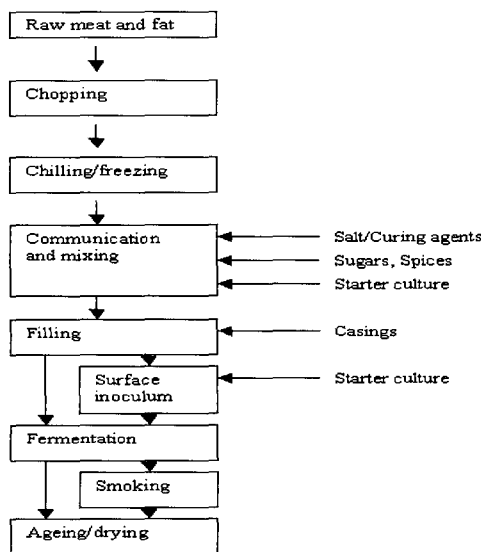 Raw meat and fat
Chopping
Chilling/freezing
Communication
and mixing
Salt/Curing agents
Sugars, Spices
Starter culture
Filling
Casings
Surface
inoculum
Starter culture
Fermentation
Smoking
Ageing/drying